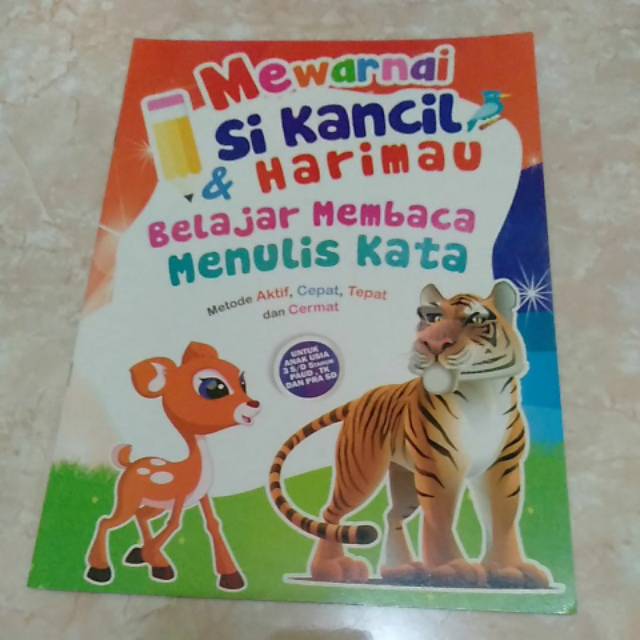 Mewarnai
Si Kancil
& Harimau
Belajar Membaca
Menulis Kata
Metode Aktif, Cepat, Tepat
dan Cermat
UNTUK
ANAK USIA
PAUD, TK
DAN PRA SD